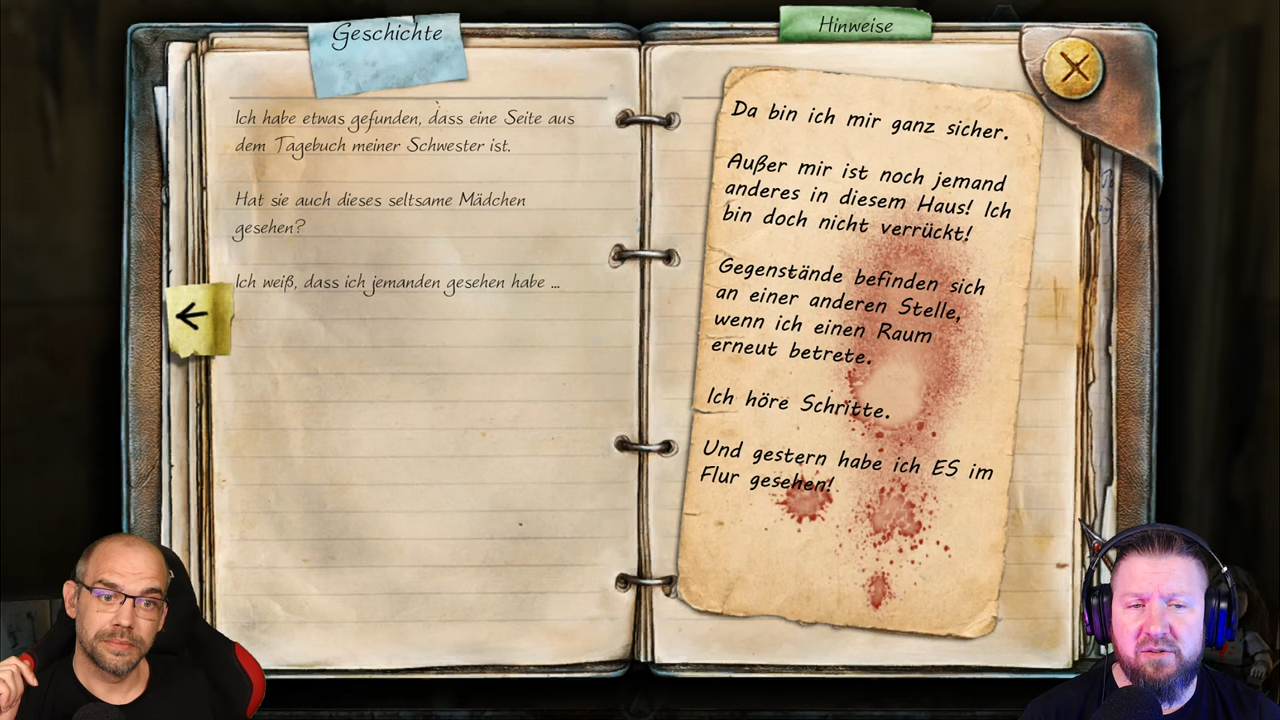 Geschichte
Ich habe etwas gefunden, dass eine Seite aus
dem Tagebuch meiner Schwester ist.
Hat sie auch dieses seltsame Mädchen
gesehen?
Ich weiß, dass ich jemanden gesehen habe ...
Hinweise
Da bin ich mir ganz sicher.
Außer mir ist noch jemand
anderes in diesem Haus! Ich
bin doch nicht verrückt!
Gegenstände befinden sich
an einer anderen Stelle,
wenn ich einen Raum
erneut betrete.
Ich höre Schritte.
Und gestern habe ich ES im
Flur gesehen!